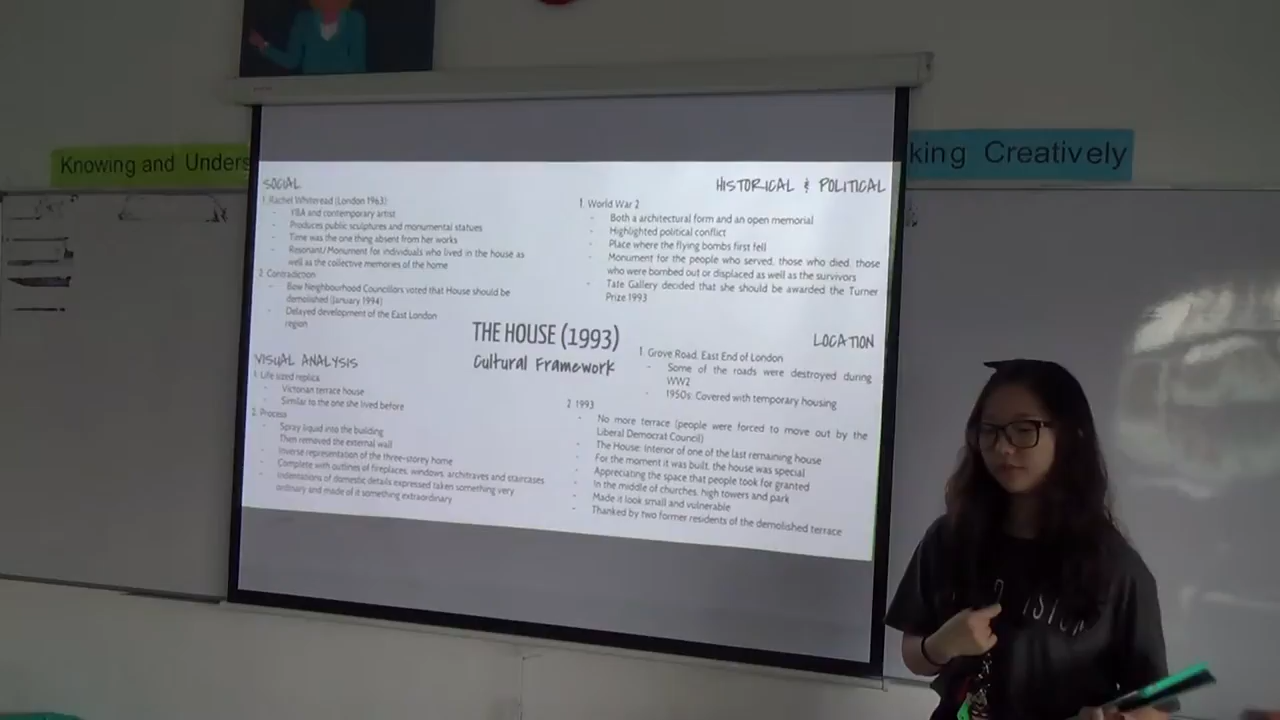 Knowing and Unders
king Creatively
SOCIAL
1. Rachel Whiteread (London 1963)
- YBA and contemporary artist
- Produces public sculptures and monumental statues
- Time was the one thing absent from her works
- Resonant/Monument for individuals who lived in the house as
well as the collective memories of the home
2. Contradiction
- Bow Neighbourhood Councillors voted that House should be
demolished (January 1994)
- Delayed development of the East London
region
HISTORICAL & POLITICAL
1. World War 2
- Both a architectural form and an open memorial
- Highlighted political conflict
- Place where the flying bombs first fell
- Monument for the people who served, those who died, those
who were bombed out or displaced as well as the survivors
- Tate Gallery decided that she should be awarded the Turner
Prize 1993
THE HOUSE (1993)
Cultural Framework
VISUAL ANALYSIS
1. Life sized replica
- Victorian terrace house
- Similar to the one she lived before
2. Process
- Spray liquid into the building
- Then removed the external wall
- Inverse representation of the three-storey home
- Complete with outlines of fireplaces, windows, architraves and staircases
- Indentations of domestic details expressed taken something very
ordinary and made of it something extraordinary
LOCATION
1. Grove Road, East End of London
- Some of the roads were destroyed during
WW2
- 1950s: Covered with temporary housing
2. 1993
- No more terrace (people were forced to move out by the
Liberal Democrat Council)
- The House: Interior of one of the last remaining house
- For the moment it was built, the house was special
- Appreciating the space that people took for granted
- In the middle of churches, high towers and park
- Made it look small and vulnerable
- Thanked by two former residents of the demolished terrace